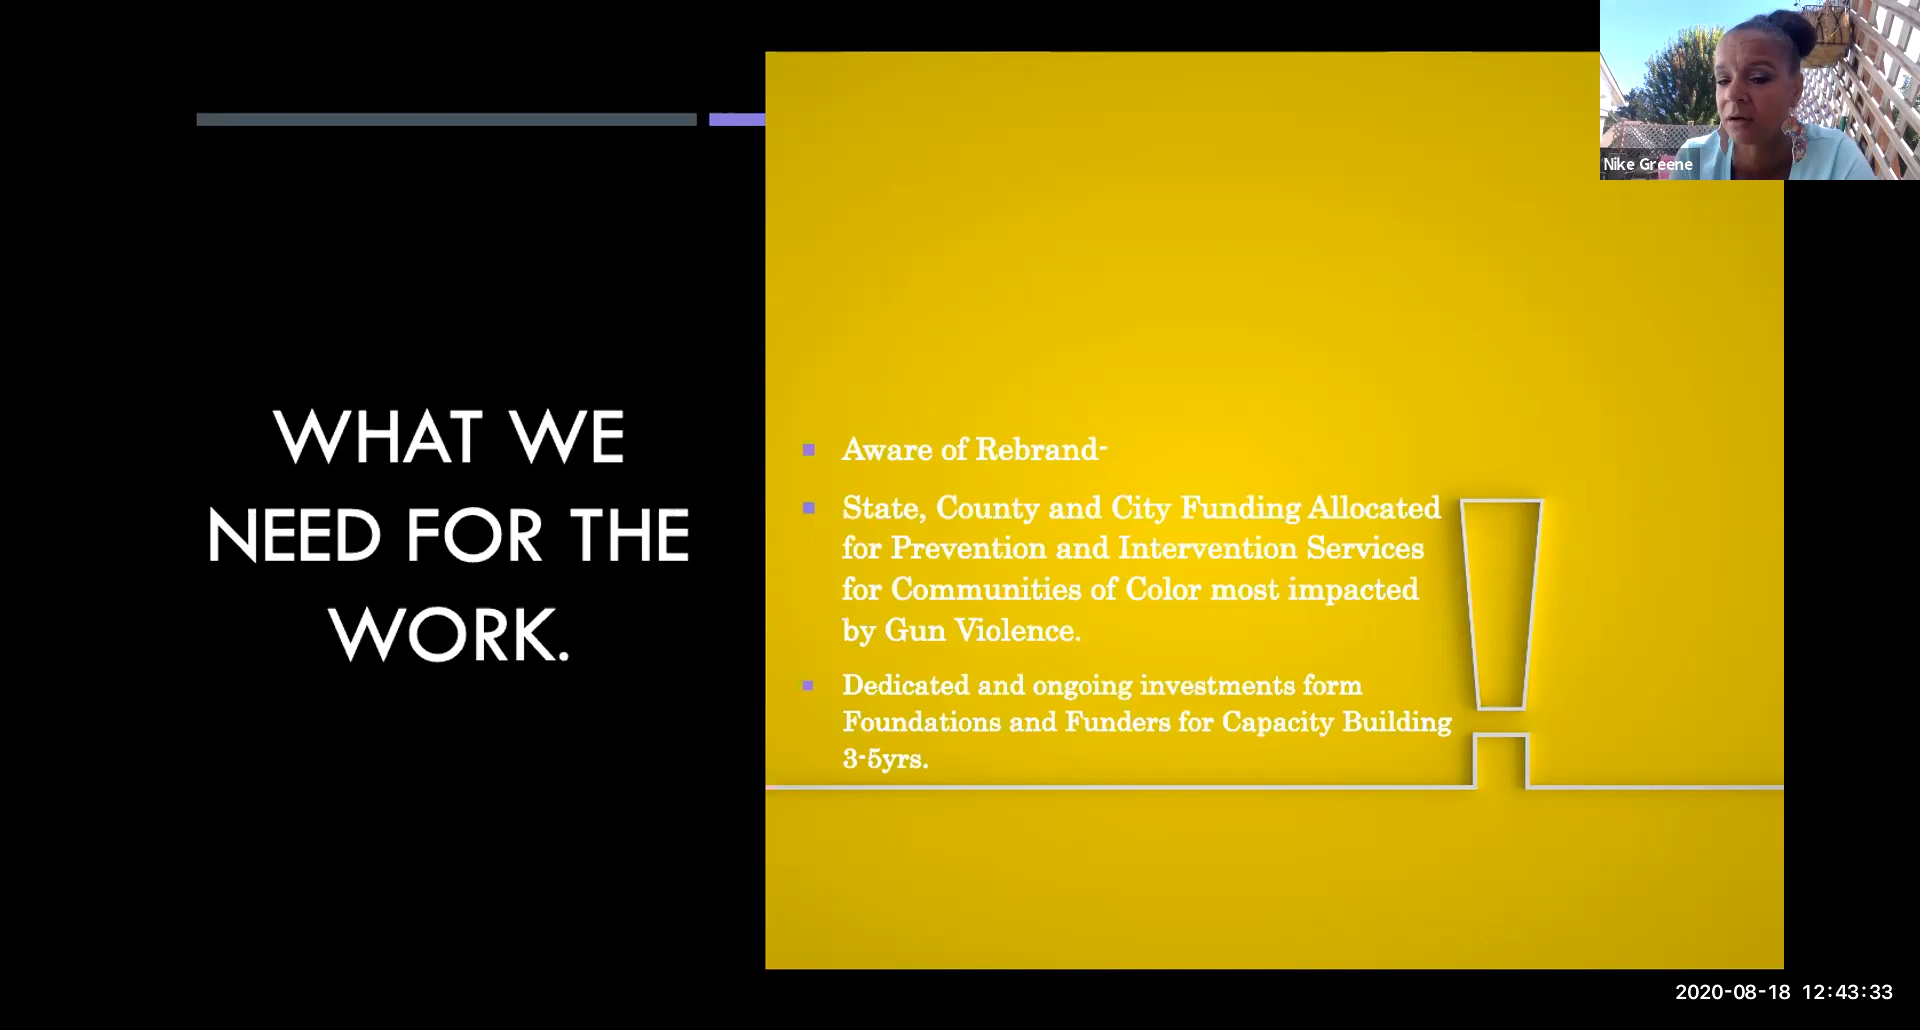 WHAT WE
NEED FOR THE
WORK.
Aware of Rebrand-
State, County and City Funding Allocated
for Prevention and Intervention Services
for Communities of Color most impacted
by Gun Violence.
Dedicated and ongoing investments form
Foundations and Funders for Capacity Building
3-5yrs.
Nike Greene
2020-08-18 12:43:33